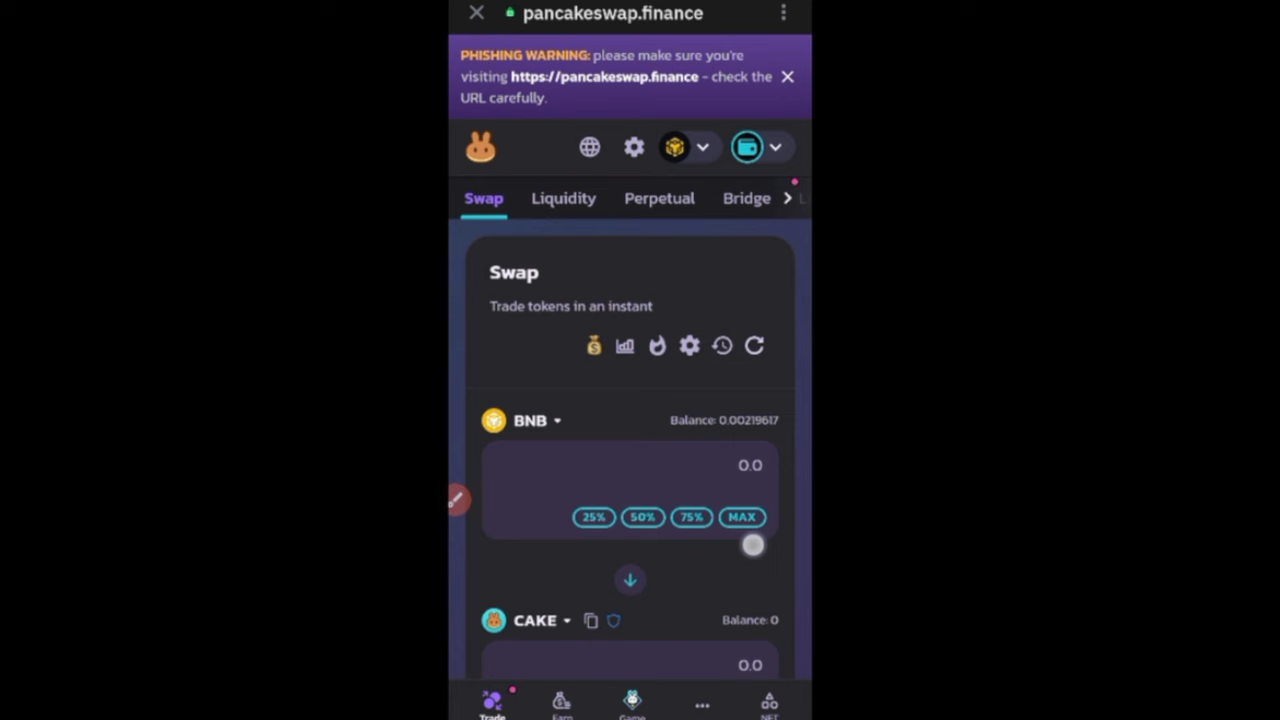 pancakeswap.finance
PHISHING WARNING: please make sure you're
visiting https://pancakeswap.finance - check the
URL carefully.
Swap Liquidity Perpetual Bridge L
Swap
Trade tokens in an instant
BNB Balance: 0.00219617
0.0
25% 50% 75% MAX
CAKE Balance: 0
0.0
Trade Earn Game ... NFT